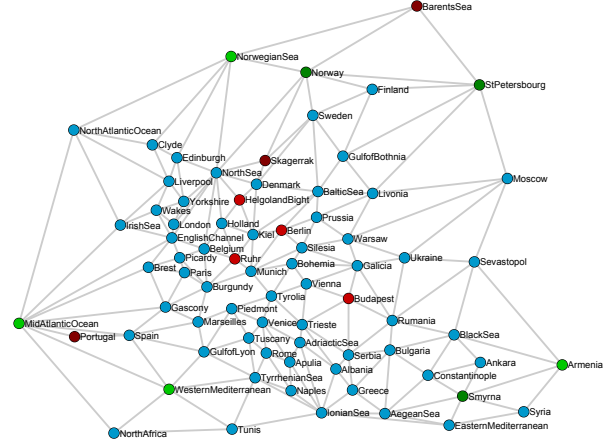 BarentsSea
NorwegianSea
Norway
StPetersbourg
Finland
Sweden
NorthAtlanticOcean
Clyde
Edinburgh
GulfofBothnia
Skagerrak
NorthSea
Liverpool
Denmark
Moscow
BalticSea
Livonia
Yorkshire
HelgolandBight
Wakes
Prussia
IrishSea
London
Holland
Berlin
Kiel
EnglishChannel
Warsaw
Belgium
Silesia
Picardy
Ruhr
Ukraine
Sevastopol
Brest
Paris
Munich
Bohemia
Galicia
Burgundy
Vienna
Tyrolia
Budapest
Gascony
Piedmont
MidAtlanticOcean
Marseilles
Venice
Trieste
Rumania
Portugal
Spain
Tuscany
AdriacticSea
BlackSea
GulfofLyon
Rome
Serbia
Bulgaria
Apulia
Ankara
Armenia
Albania
Constantinople
TyrrhenianSea
WesternMediterranean
Naples
Greece
Smyrna
IonianSea
AegeanSea
Syria
EasternMediterranean
NorthAfrica
Tunis